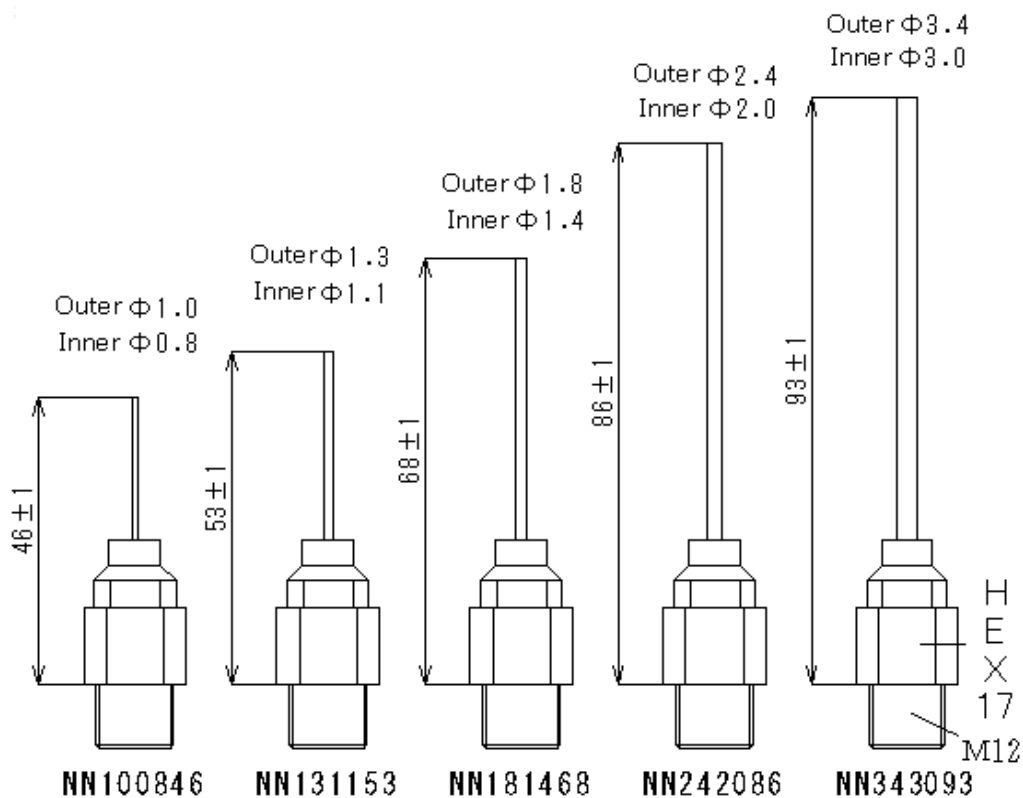 Outer Φ3.4
Inner Φ3.0
Outer Φ2.4
Inner Φ2.0
Outer Φ1.8
Inner Φ1.4
Outer Φ1.3
Inner Φ1.1
Outer Φ1.0
Inner Φ0.8
46±1
53±1
68±1
86±1
93±1
HEX17
M12
NN100846
NN131153
NN181468
NN242086
NN343093